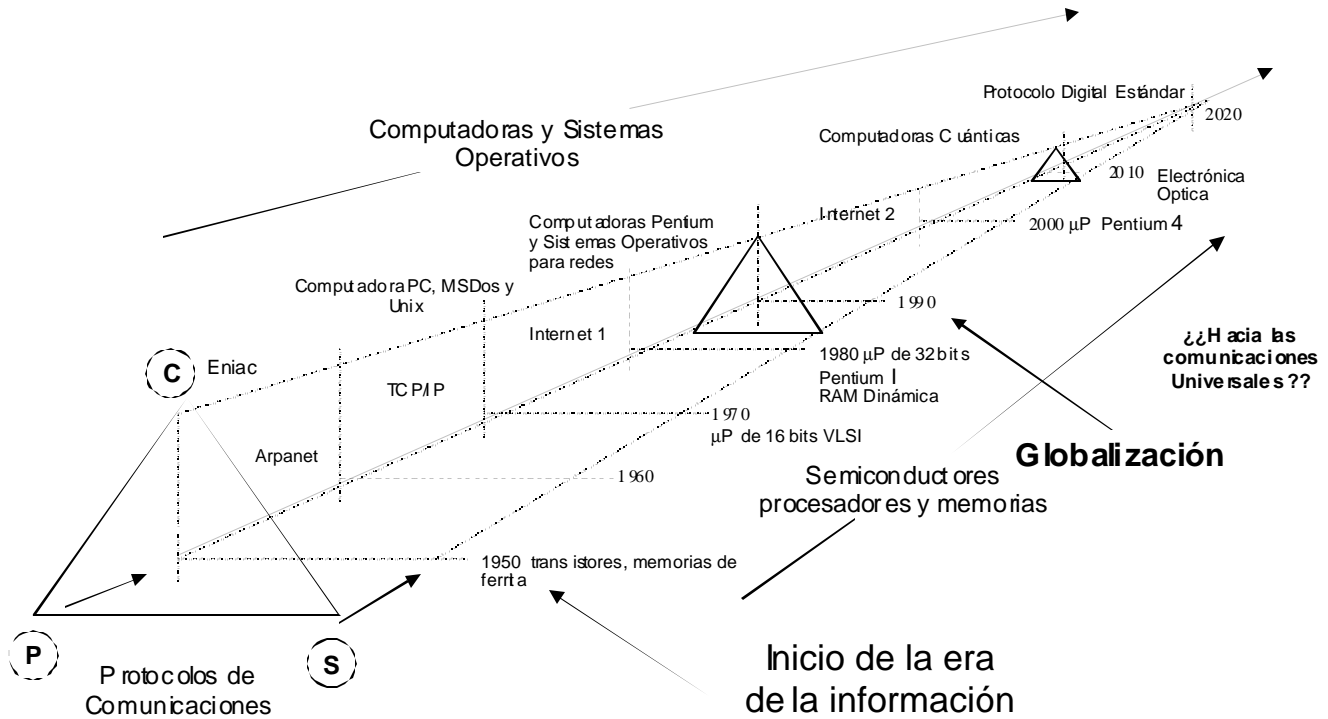 Protocolo Digital Estándar
2020
Computadoras y Sistemas
Operativos
Computadoras Cuánticas
2010
Electrónica
Optica
Internet 2
2000 µP Pentium 4
Computadoras Pentium
y Sistemas Operativos
para redes
Computadora PC, MSDos y
Unix
1990
Internet 1
¿¿Hacia las
comunicaciones
Universales??
1980 µP de 32 bits
Pentium I
RAM Dinámica
C
Eniac
TCP/IP
1970
µP de 16 bits VLSI
Globalización
Arpanet
1960
Semiconductores
procesadores y memorias
1950 transistores, memorias de
ferrita
P
S
Protocolos de
Comunicaciones
Inicio de la era
de la información